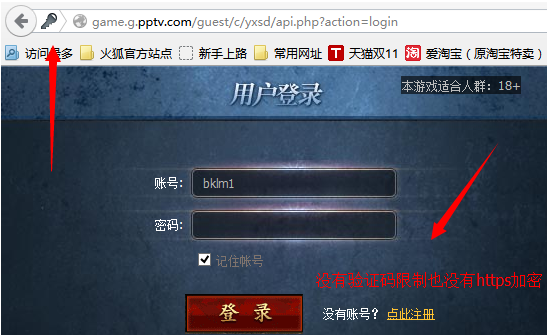 game.g.pptv.com/guest/c/yxsd/api.php?action=login
访问最多 火狐官方站点 新手上路 常用网址 T 天猫双11 淘 爱淘宝（原淘宝特卖）
用户登录 本游戏适合人群：18+
账号: bklm1
密码:
记住账号
没有验证码限制也没有https加密
登 录 没有账号？ 点此注册